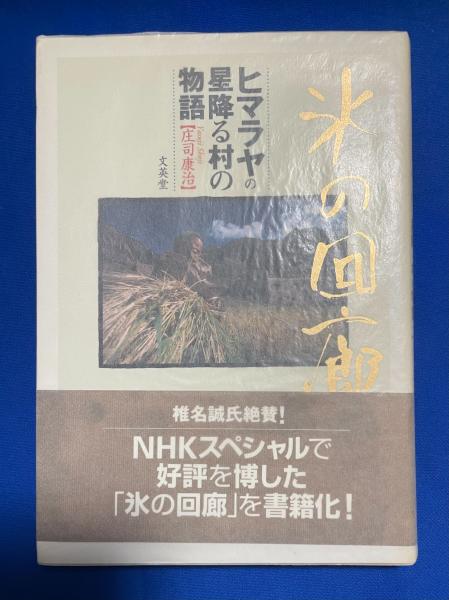 氷の回廊
ヒマラヤの
星降る村の
物語
【庄司康治】
Yasuji Shoji
文英堂
椎名誠氏絶賛!
NHKスペシャルで
好評を博した
「氷の回廊」を書籍化!